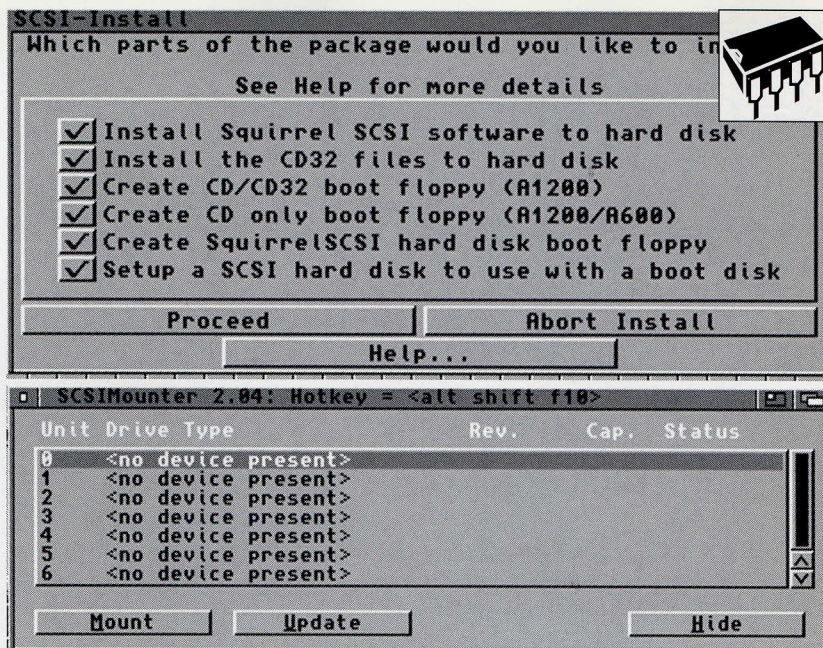 SCSI-Install
Which parts of the package would you like to in
See Help for more details
Install Squirrel SCSI software to hard disk
Install the CD32 files to hard disk
Create CD/CD32 boot floppy (A1200)
Create CD only boot floppy (A1200/A600)
Create SquirrelSCSI hard disk boot floppy
Setup a SCSI hard disk to use with a boot disk
Proceed
Abort Install
Help...
SCSIMounter 2.04: Hotkey = <alt shift f10>
Unit Drive Type Rev. Cap. Status
0 <no device present>
1 <no device present>
2 <no device present>
3 <no device present>
4 <no device present>
5 <no device present>
6 <no device present>
Mount
Update
Hide